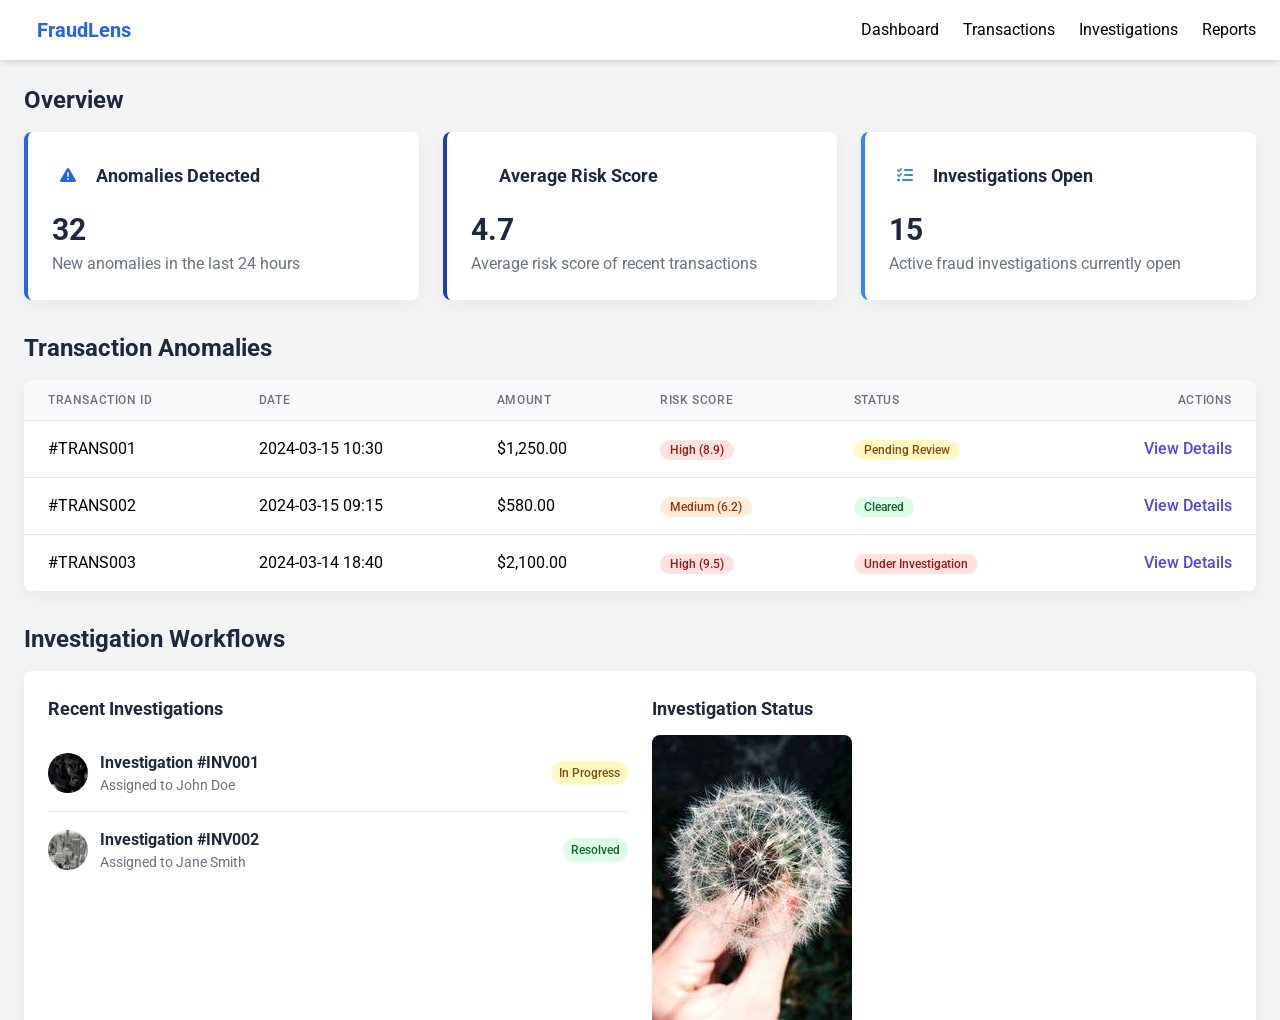 FraudLens
Dashboard Transactions Investigations Reports
Overview
Anomalies Detected
32
New anomalies in the last 24 hours
Average Risk Score
4.7
Average risk score of recent transactions
Investigations Open
15
Active fraud investigations currently open
Transaction Anomalies
TRANSACTION ID DATE AMOUNT RISK SCORE STATUS ACTIONS
#TRANS001 2024-03-15 10:30 $1,250.00 High (8.9) Pending Review View Details
#TRANS002 2024-03-15 09:15 $580.00 Medium (6.2) Cleared View Details
#TRANS003 2024-03-14 18:40 $2,100.00 High (9.5) Under Investigation View Details
Investigation Workflows
Recent Investigations
Investigation #INV001
Assigned to John Doe
In Progress
Investigation #INV002
Assigned to Jane Smith
Resolved
Investigation Status